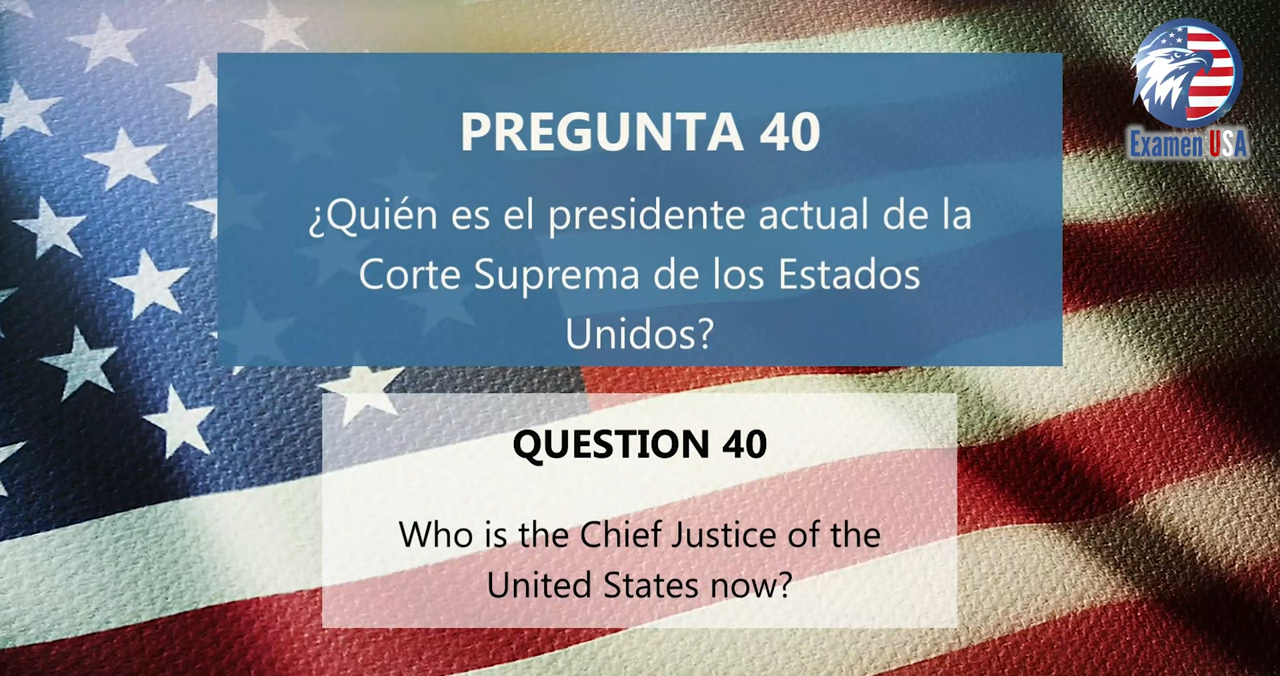 Examen USA
PREGUNTA 40
¿Quién es el presidente actual de la
Corte Suprema de los Estados
Unidos?
QUESTION 40
Who is the Chief Justice of the
United States now?